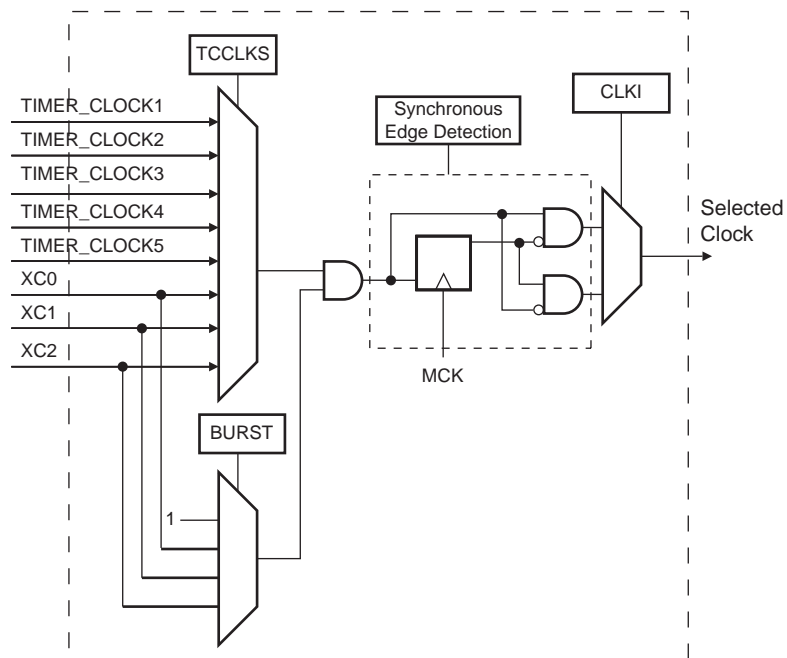 TCCLKS
CLKI
TIMER_CLOCK1
Synchronous
Edge Detection
TIMER_CLOCK2
TIMER_CLOCK3
TIMER_CLOCK4
Selected
Clock
TIMER_CLOCK5
XC0
XC1
XC2
MCK
BURST
1